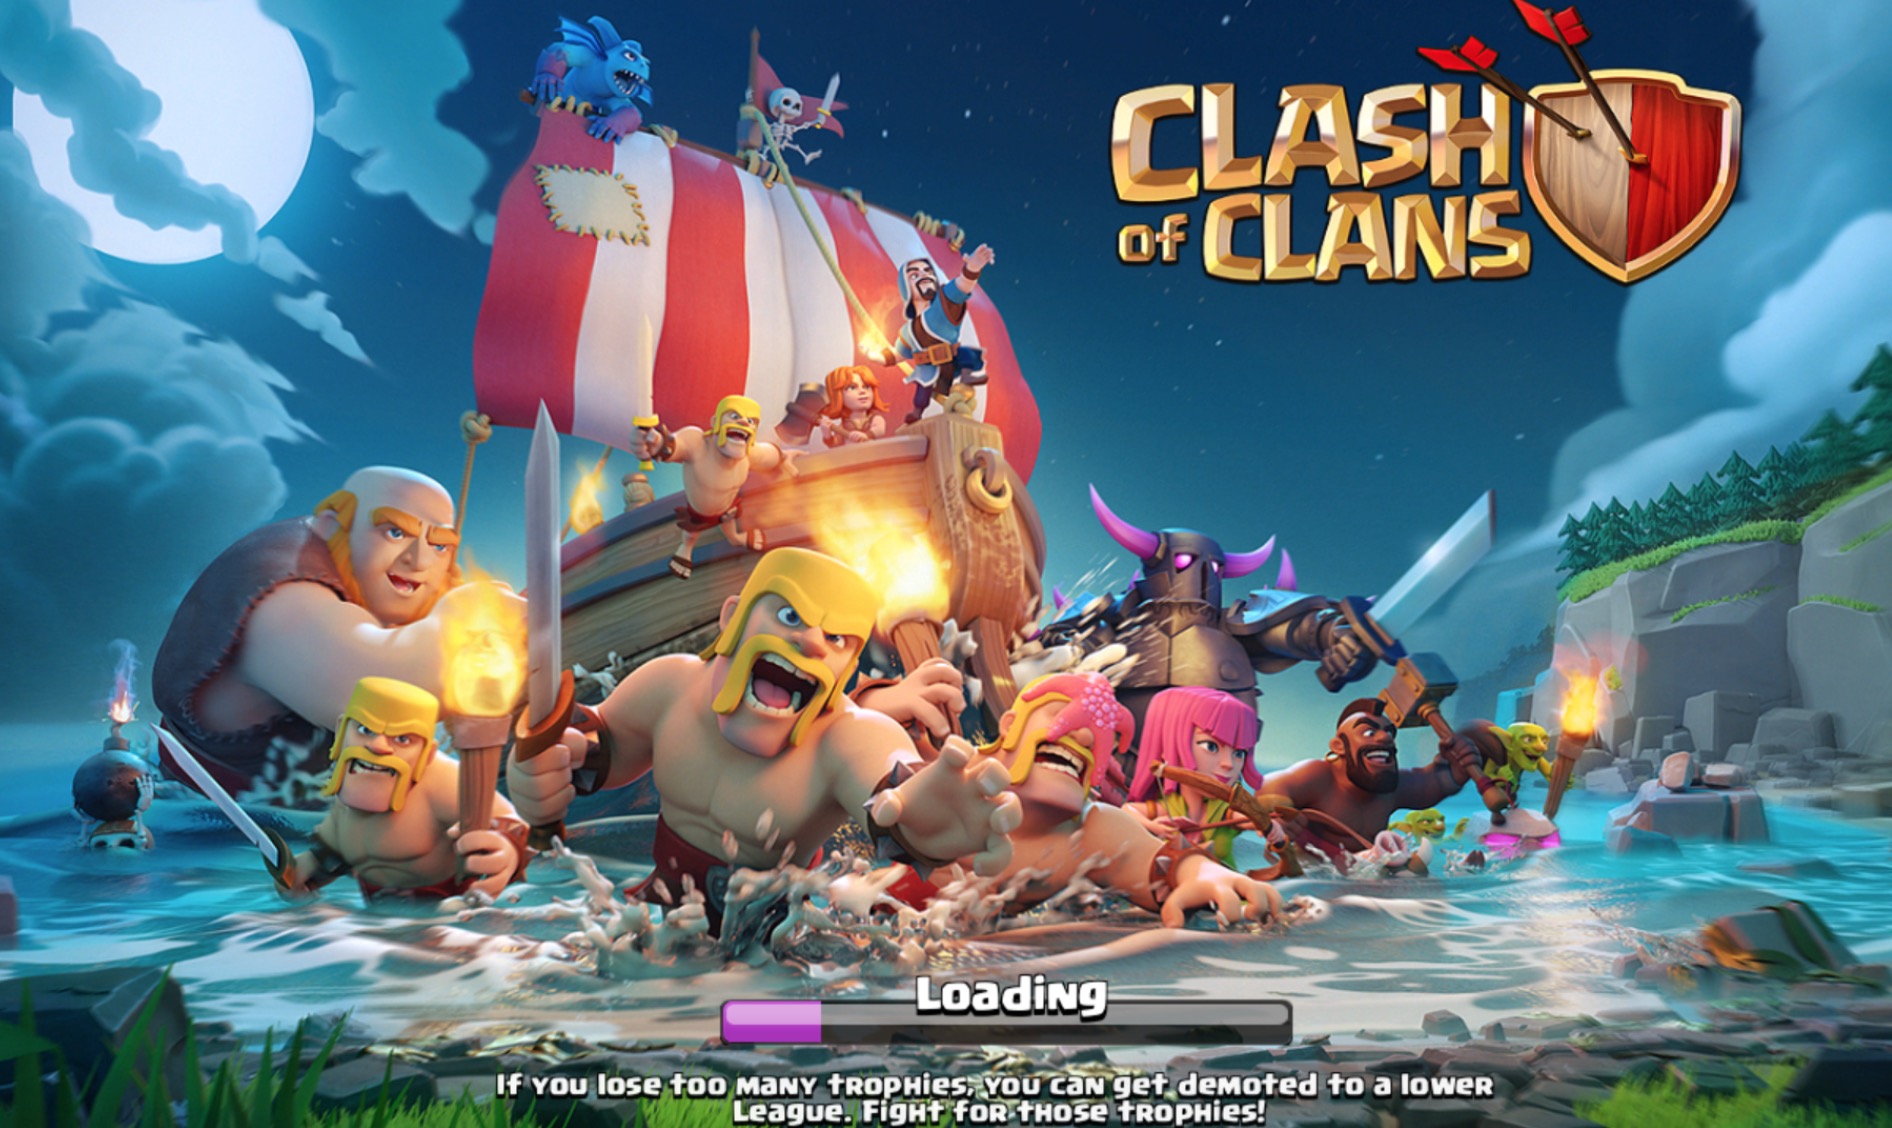 CLASH
OF CLANS
Loading
If you lose too many trophies, you can get demoted to a lower
League. Fight for those trophies!